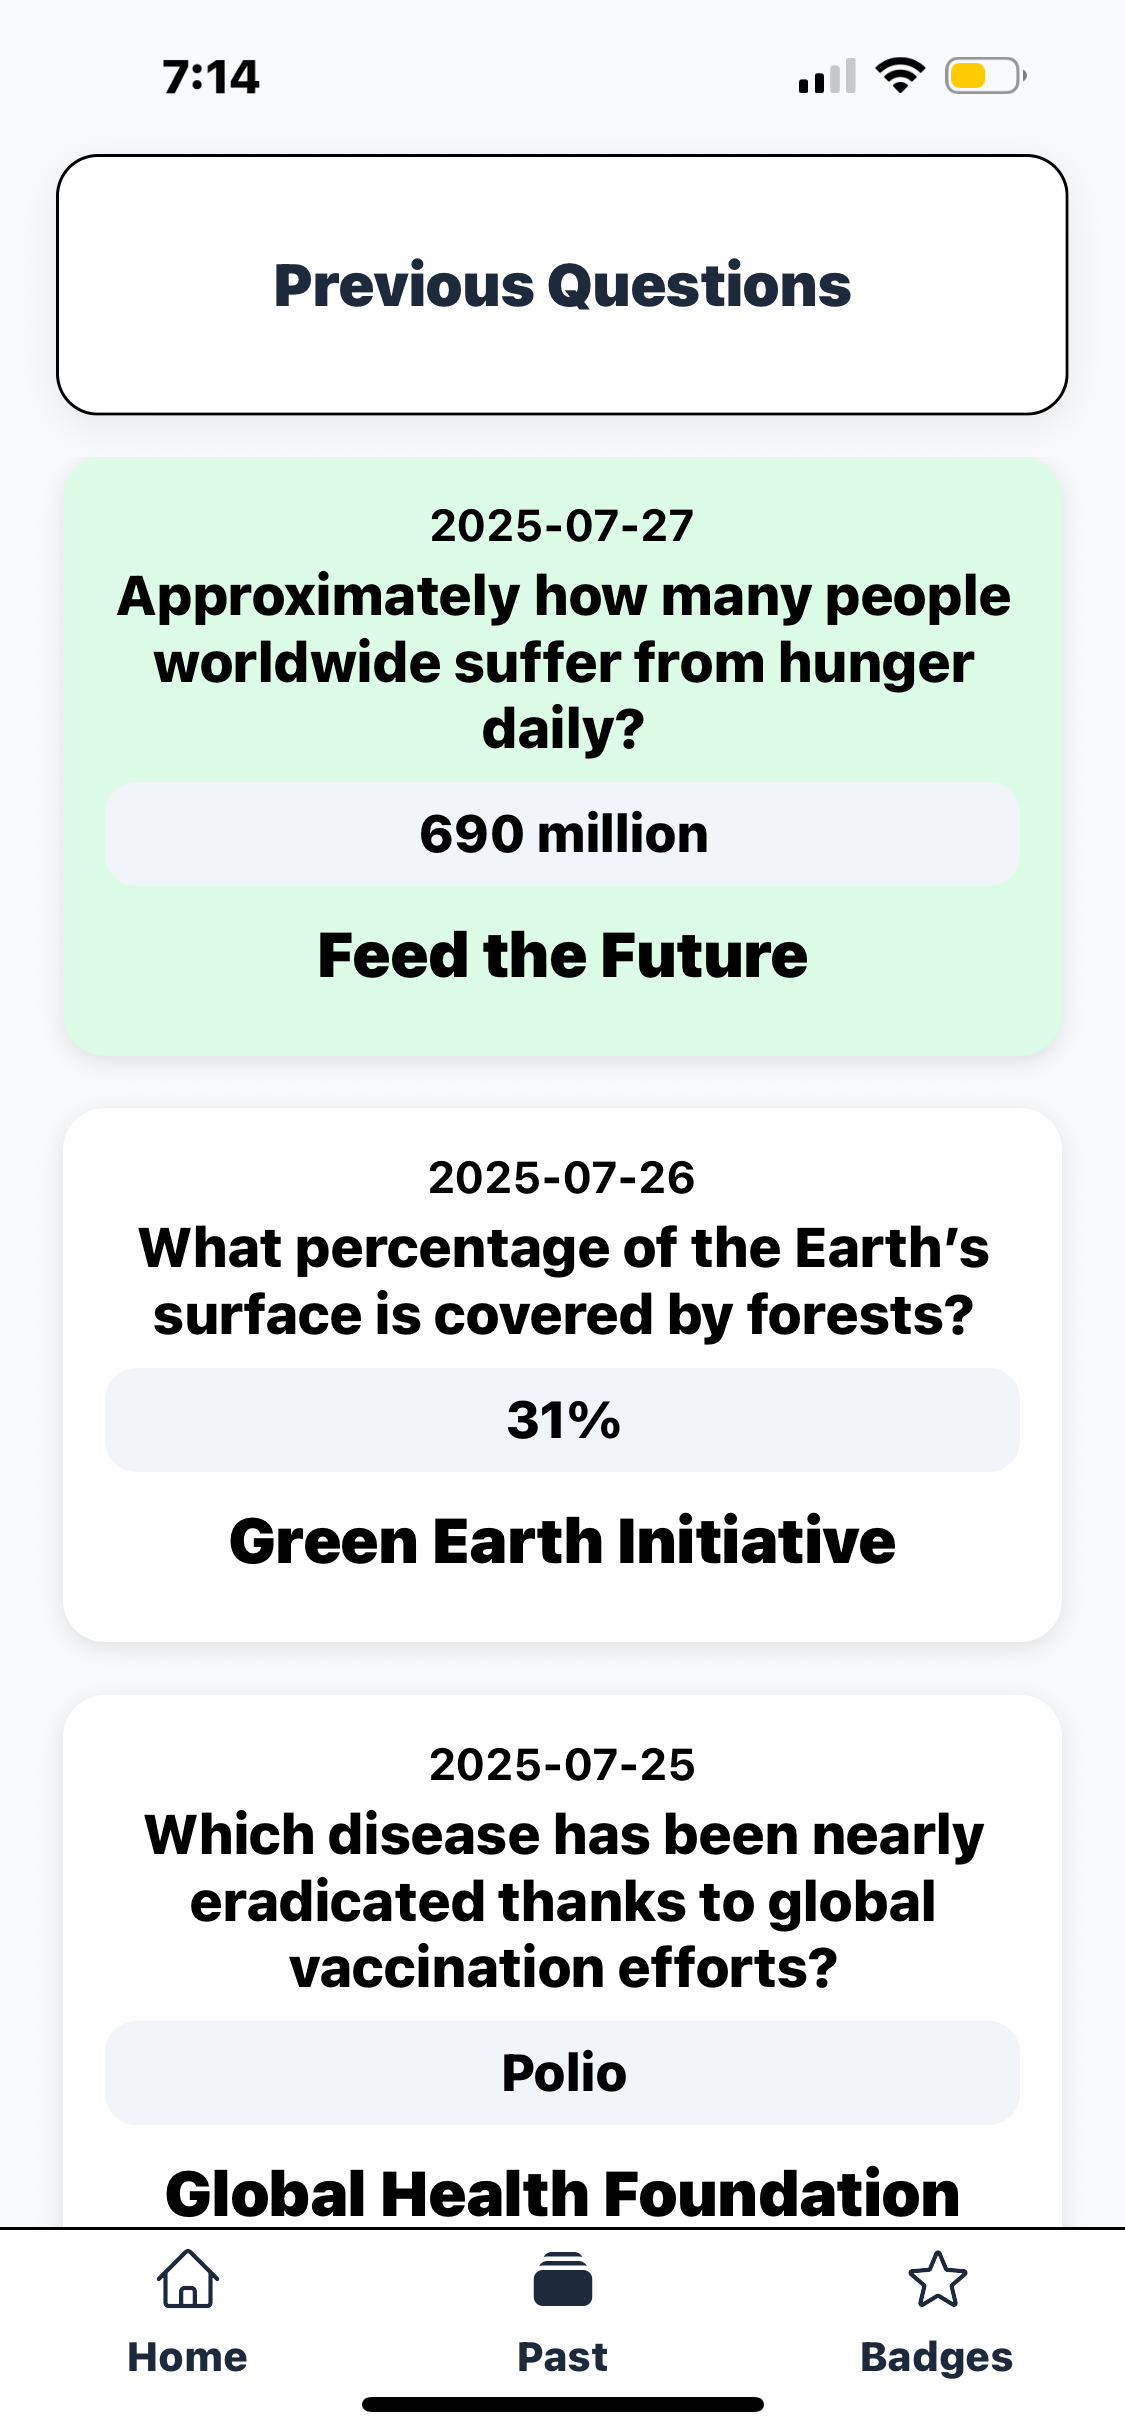 7:14
Previous Questions
2025-07-27
Approximately how many people
worldwide suffer from hunger
daily?
690 million
Feed the Future
2025-07-26
What percentage of the Earth’s
surface is covered by forests?
31%
Green Earth Initiative
2025-07-25
Which disease has been nearly
eradicated thanks to global
vaccination efforts?
Polio
Global Health Foundation
Home
Past
Badges